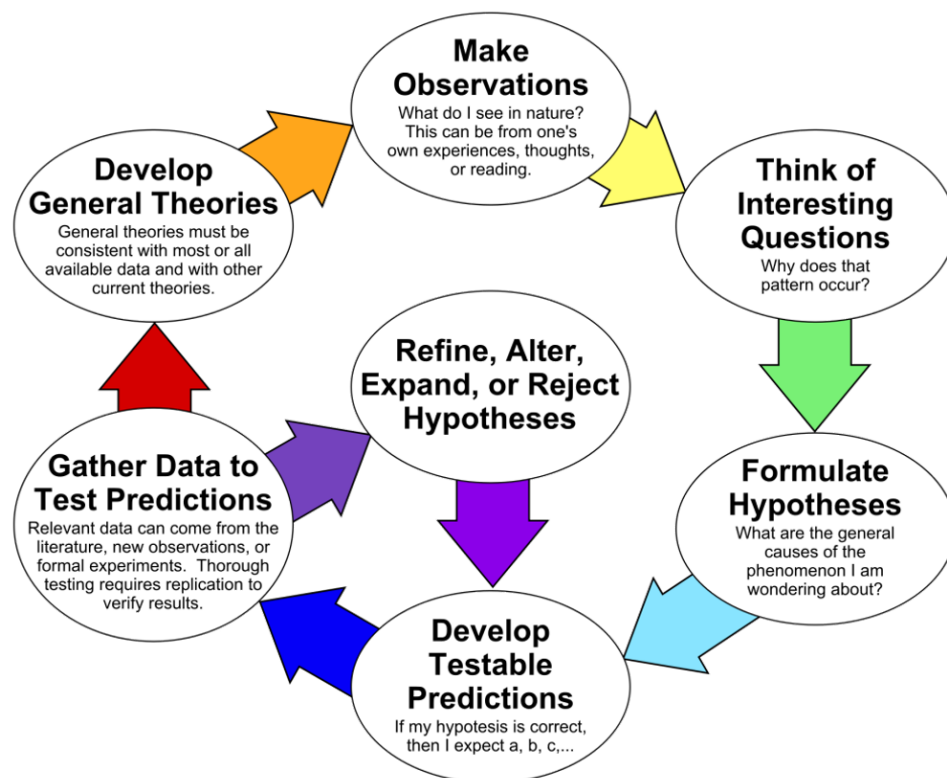 Make
Observations
What do I see in nature?
This can be from one's
own experiences, thoughts,
or reading.
Think of
Interesting
Questions
Why does that
pattern occur?
Formulate
Hypotheses
What are the general
causes of the
phenomenon I am
wondering about?
Develop
Testable
Predictions
If my hypotesis is correct,
then I expect a, b, c,...
Gather Data to
Test Predictions
Relevant data can come from the
literature, new observations, or
formal experiments. Thorough
testing requires replication to
verify results.
Refine, Alter,
Expand, or Reject
Hypotheses
Develop
General Theories
General theories must be
consistent with most or all
available data and with other
current theories.